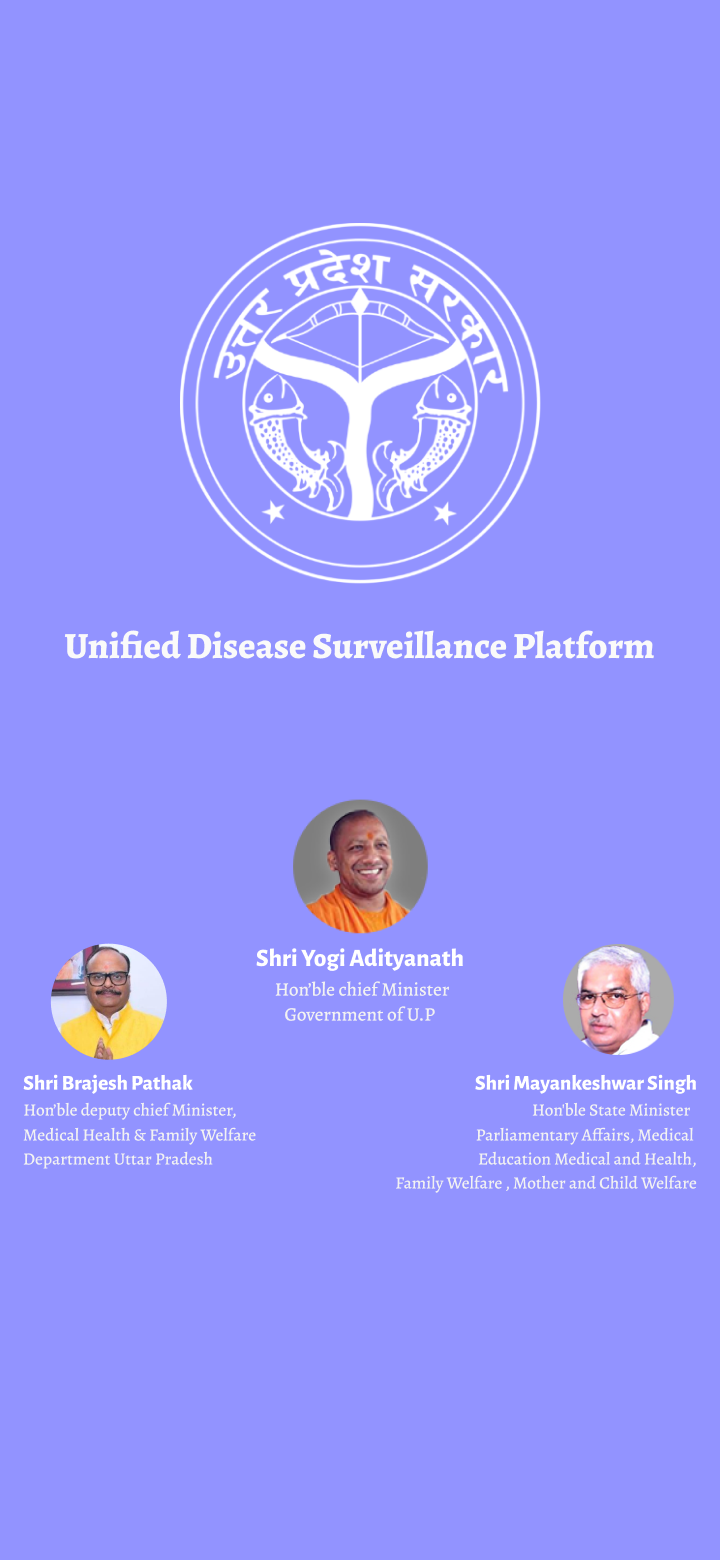 उत्तर प्रदेश सरकार
Unified Disease Surveillance Platform
Shri Yogi Adityanath
Hon'ble chief Minister
Government of U.P
Shri Brajesh Pathak
Hon'ble deputy chief Minister,
Medical Health & Family Welfare
Department Uttar Pradesh
Shri Mayankeshwar Singh
Hon'ble State Minister
Parliamentary Affairs, Medical
Education Medical and Health,
Family Welfare , Mother and Child Welfare